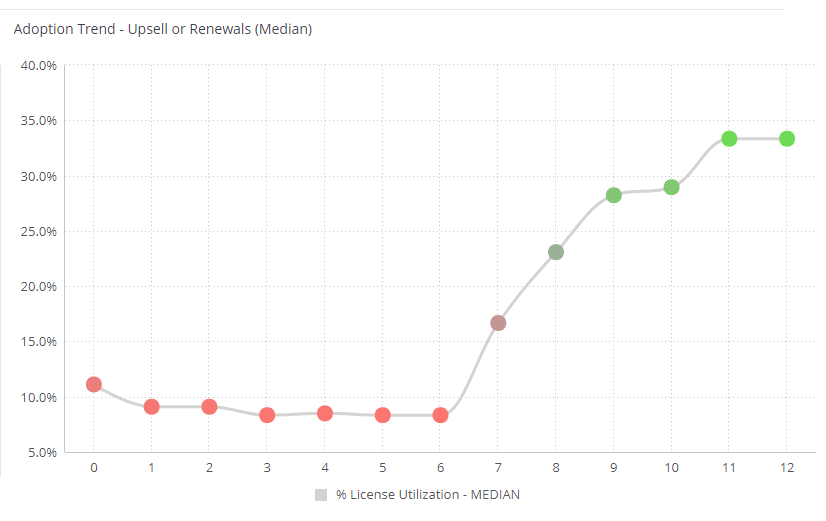 Adoption Trend - Upsell or Renewals (Median)
40.0%
35.0%
30.0%
25.0%
20.0%
15.0%
10.0%
5.0%
0 1 2 3 4 5 6 7 8 9 10 11 12
% License Utilization - MEDIAN